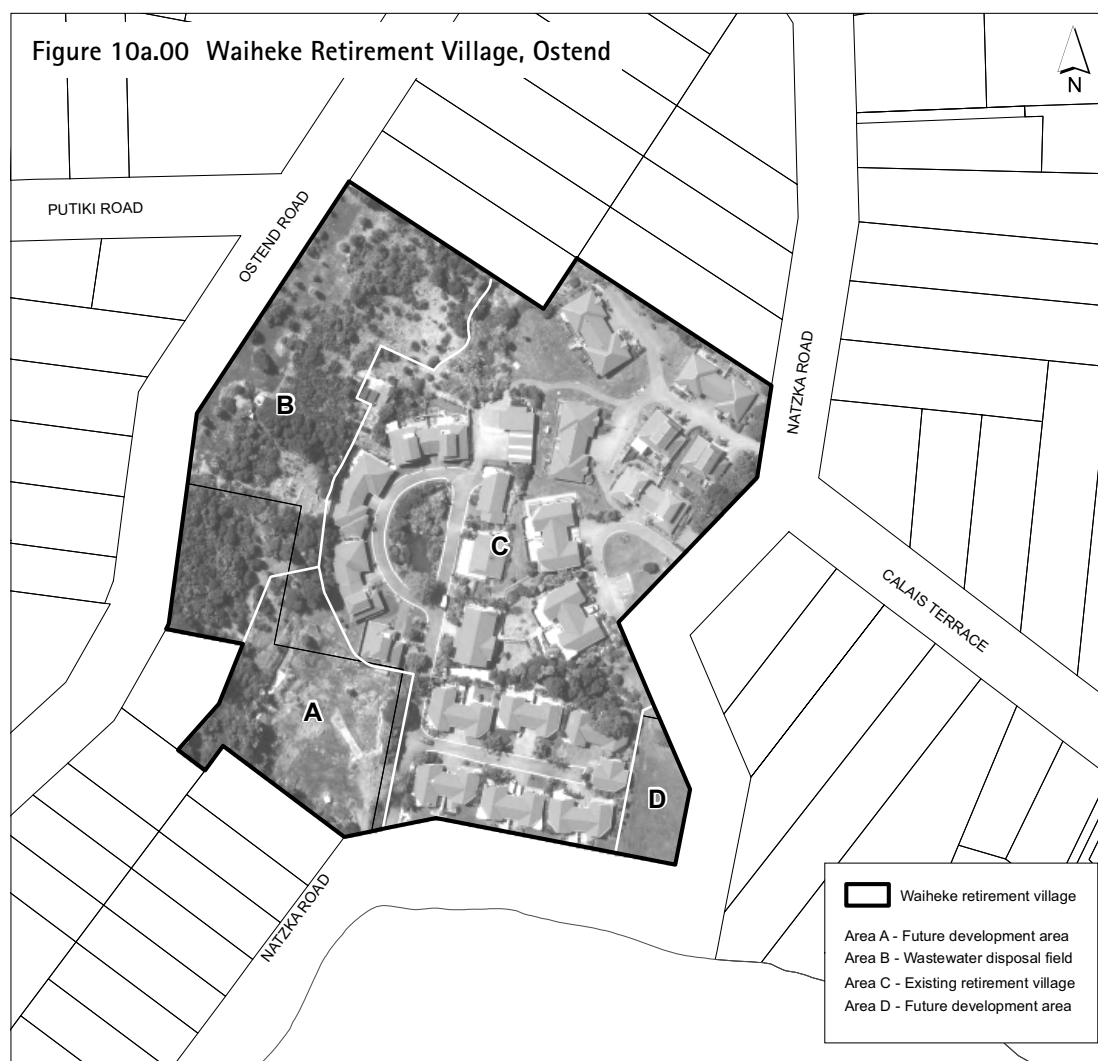 Figure 10a.00 Waiheke Retirement Village, Ostend
N
PUTIKI ROAD
OSTEND ROAD
NATZKA ROAD
B
C
CALAIS TERRACE
A
D
NATZKA ROAD
Waiheke retirement village
Area A - Future development area
Area B - Wastewater disposal field
Area C - Existing retirement village
Area D - Future development area